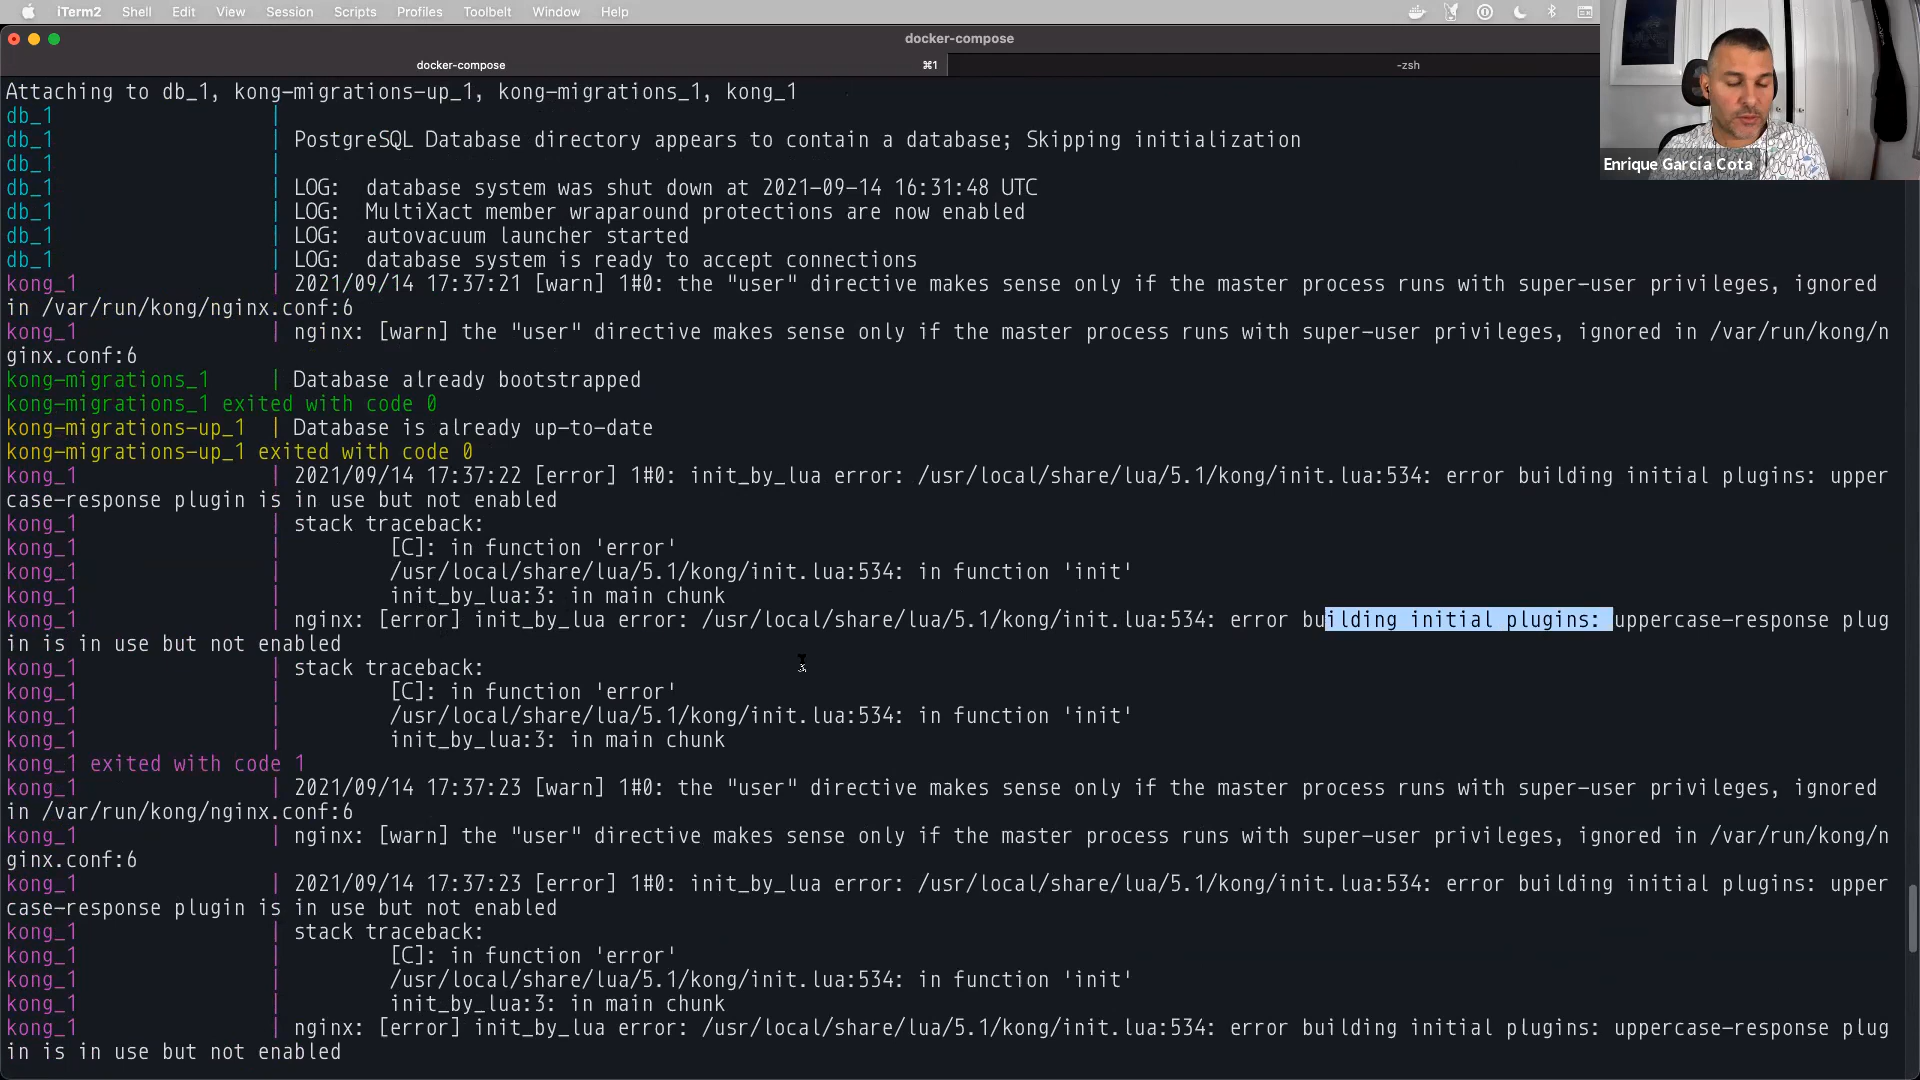 iTerm2 Shell Edit View Session Scripts Profiles Toolbelt Window Help
docker-compose
docker-compose ⌘1 -zsh
Enrique García Cota
Attaching to db_1, kong-migrations-up_1, kong-migrations_1, kong_1
db_1 |
db_1 | PostgreSQL Database directory appears to contain a database; Skipping initialization
db_1 |
db_1 | LOG: database system was shut down at 2021-09-14 16:31:48 UTC
db_1 | LOG: MultiXact member wraparound protections are now enabled
db_1 | LOG: autovacuum launcher started
db_1 | LOG: database system is ready to accept connections
kong_1 | 2021/09/14 17:37:21 [warn] 1#0: the "user" directive makes sense only if the master process runs with super-user privileges, ignored
in /var/run/kong/nginx.conf:6
kong_1 | nginx: [warn] the "user" directive makes sense only if the master process runs with super-user privileges, ignored in /var/run/kong/n
ginx.conf:6
kong-migrations_1 | Database already bootstrapped
kong-migrations_1 exited with code 0
kong-migrations-up_1 | Database is already up-to-date
kong-migrations-up_1 exited with code 0
kong_1 | 2021/09/14 17:37:22 [error] 1#0: init_by_lua error: /usr/local/share/lua/5.1/kong/init.lua:534: error building initial plugins: upper
case-response plugin is in use but not enabled
kong_1 | stack traceback:
kong_1 | [C]: in function 'error'
kong_1 | /usr/local/share/lua/5.1/kong/init.lua:534: in function 'init'
kong_1 | init_by_lua:3: in main chunk
kong_1 | nginx: [error] init_by_lua error: /usr/local/share/lua/5.1/kong/init.lua:534: error building initial plugins: uppercase-response plug
in is in use but not enabled
kong_1 | stack traceback:
kong_1 | [C]: in function 'error'
kong_1 | /usr/local/share/lua/5.1/kong/init.lua:534: in function 'init'
kong_1 | init_by_lua:3: in main chunk
kong_1 exited with code 1
kong_1 | 2021/09/14 17:37:23 [warn] 1#0: the "user" directive makes sense only if the master process runs with super-user privileges, ignored
in /var/run/kong/nginx.conf:6
kong_1 | nginx: [warn] the "user" directive makes sense only if the master process runs with super-user privileges, ignored in /var/run/kong/n
ginx.conf:6
kong_1 | 2021/09/14 17:37:23 [error] 1#0: init_by_lua error: /usr/local/share/lua/5.1/kong/init.lua:534: error building initial plugins: upper
case-response plugin is in use but not enabled
kong_1 | stack traceback:
kong_1 | [C]: in function 'error'
kong_1 | /usr/local/share/lua/5.1/kong/init.lua:534: in function 'init'
kong_1 | init_by_lua:3: in main chunk
kong_1 | nginx: [error] init_by_lua error: /usr/local/share/lua/5.1/kong/init.lua:534: error building initial plugins: uppercase-response plug
in is in use but not enabled